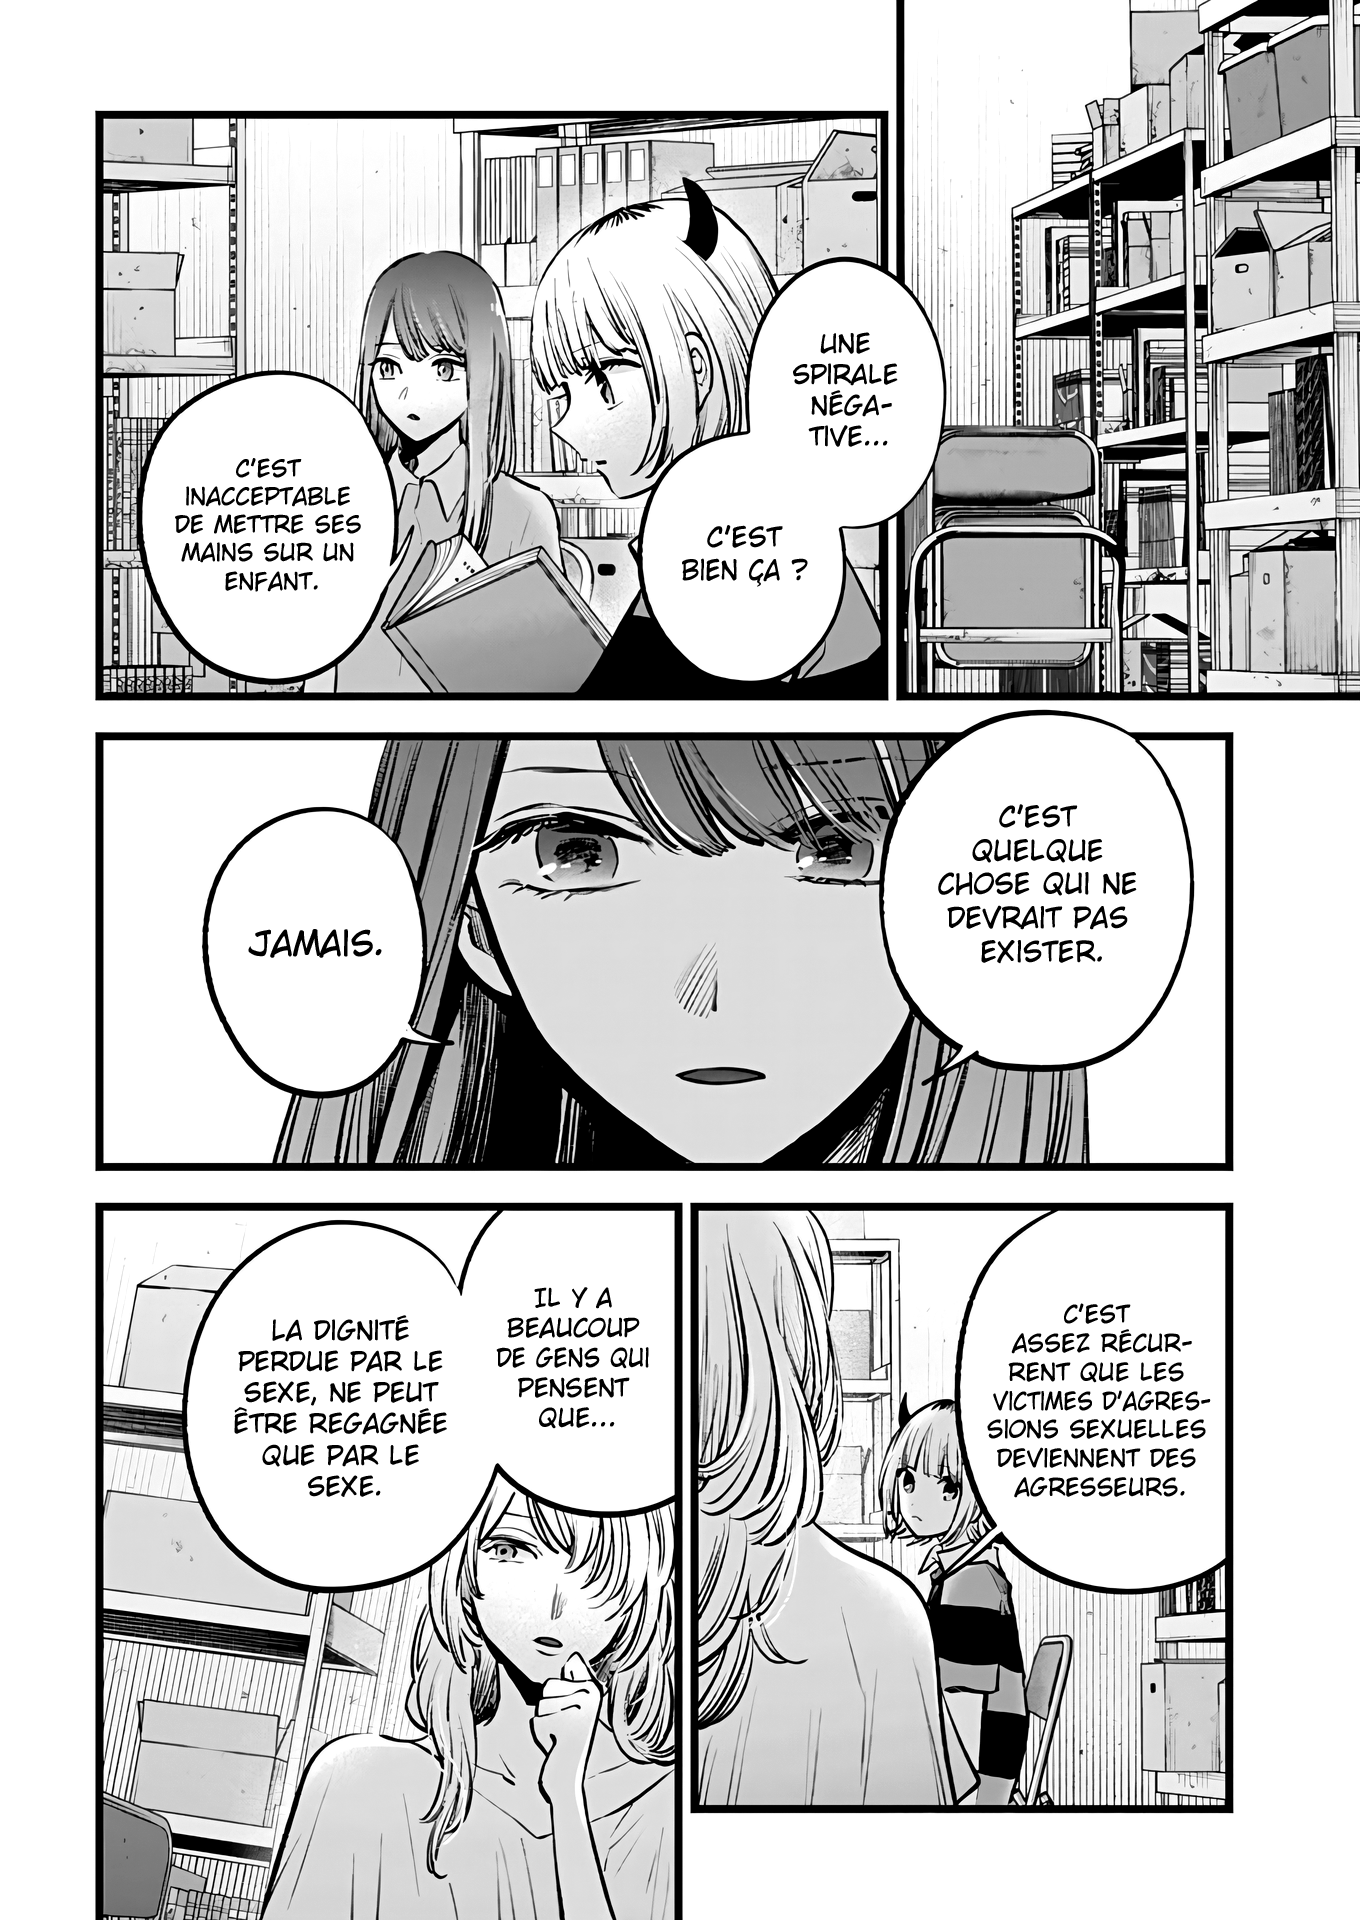 UNE
SPIRALE
NÉGA-
TIVE...
C'EST
BIEN ÇA ?
C'EST
INACCEPTABLE
DE METTRE SES
MAINS SUR UN
ENFANT.
C'EST
QUELQUE
CHOSE QUI NE
DEVRAIT PAS
EXISTER.
JAMAIS.
C'EST
ASSEZ RÉCUR-
RENT QUE LES
VICTIMES D'AGRES-
SIONS SEXUELLES
DEVIENNENT DES
AGRESSEURS.
IL Y A
BEAUCOUP
DE GENS QUI
PENSENT
QUE...
LA DIGNITÉ
PERDUE PAR LE
SEXE, NE PEUT
ÊTRE REGAGNÉE
QUE PAR LE
SEXE.